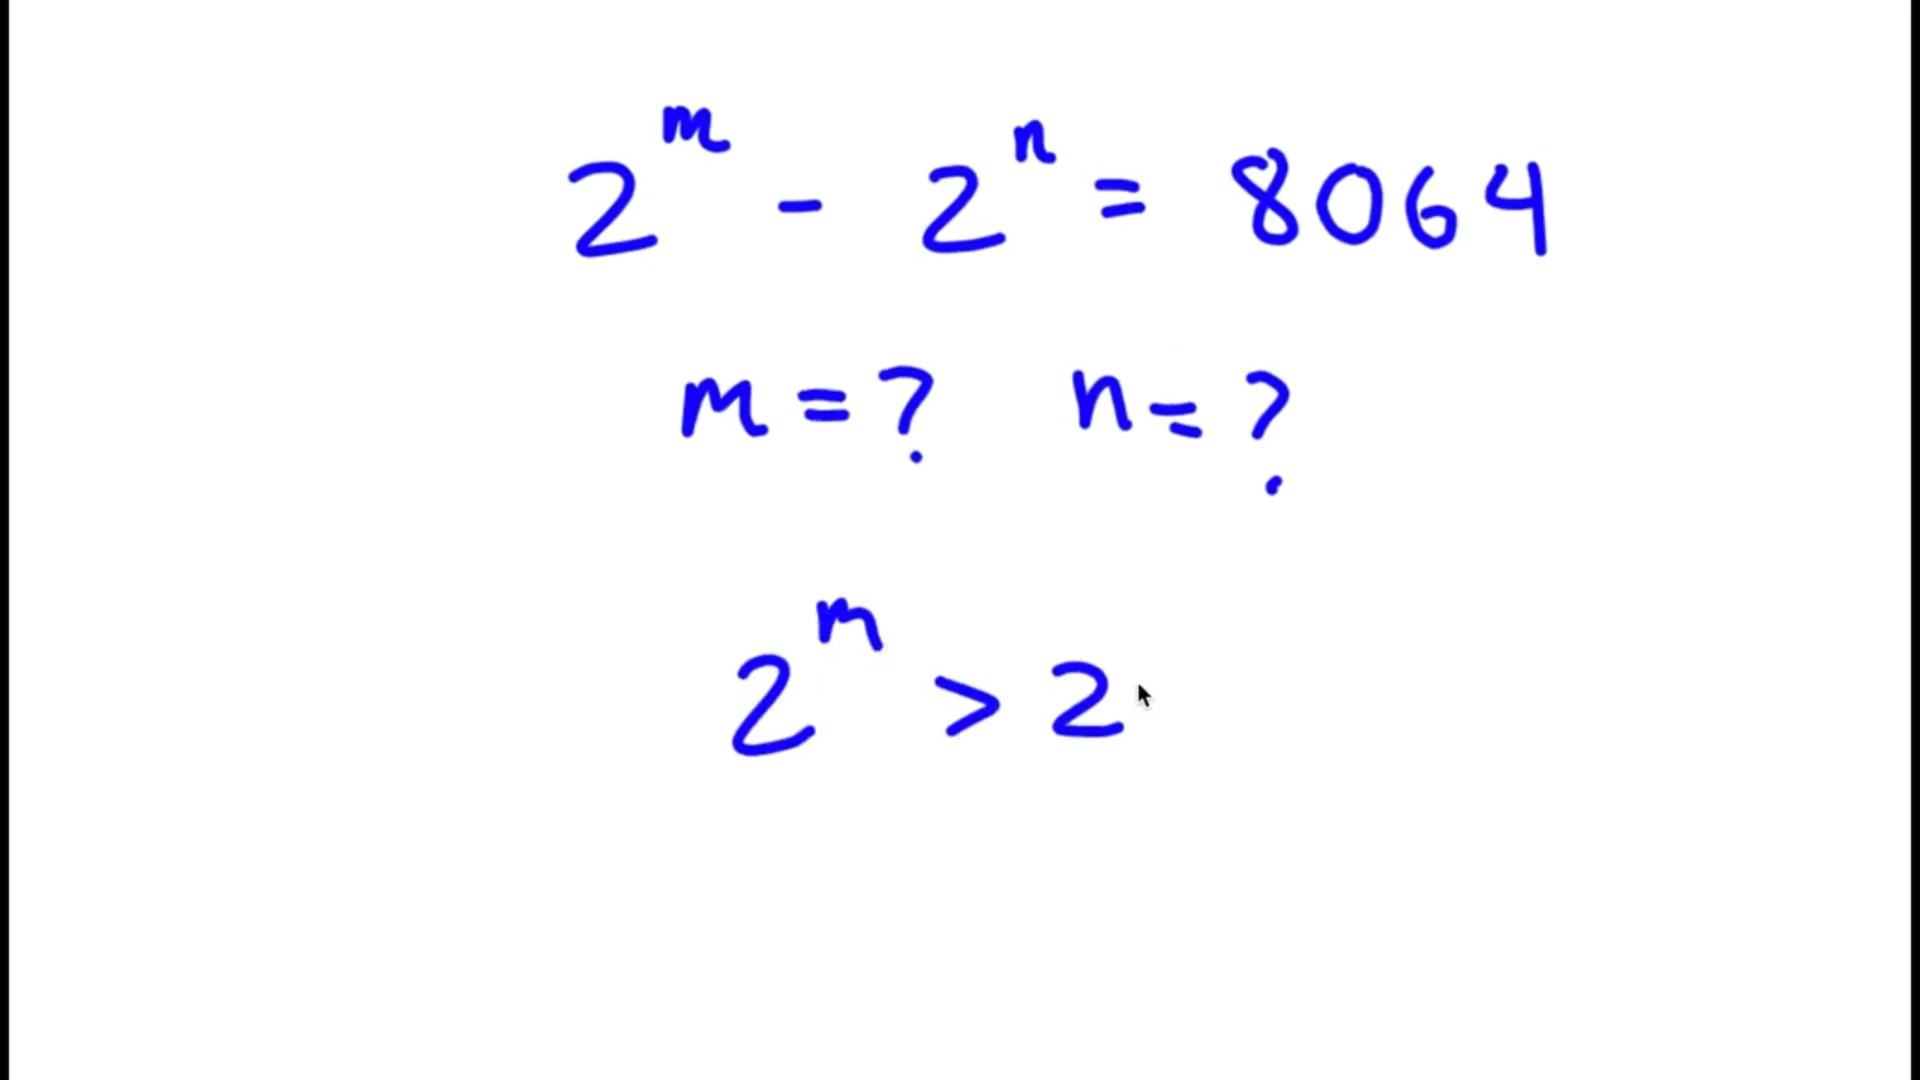 2^m - 2^n = 8064
m = ? n = ?
2^m > 2